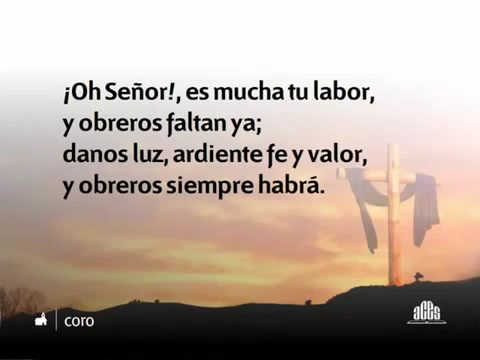 ¡Oh Señor!, es mucha tu labor,
y obreros faltan ya;
danos luz, ardiente fe y valor,
y obreros siempre habrá.
coro
aces